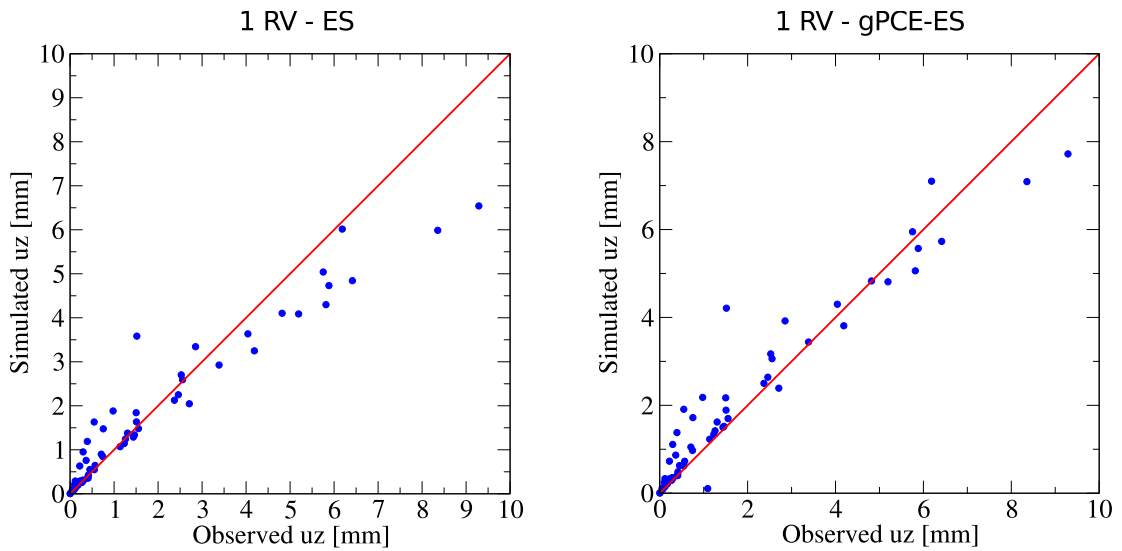 1 RV - ES
10
9
8
7
6
5
4
3
2
1
0
Simulated uz [mm]
0 1 2 3 4 5 6 7 8 9 10
Observed uz [mm]
1 RV - gPCE-ES
10
8
6
4
2
0
Simulated uz [mm]
0 2 4 6 8 10
Observed uz [mm]